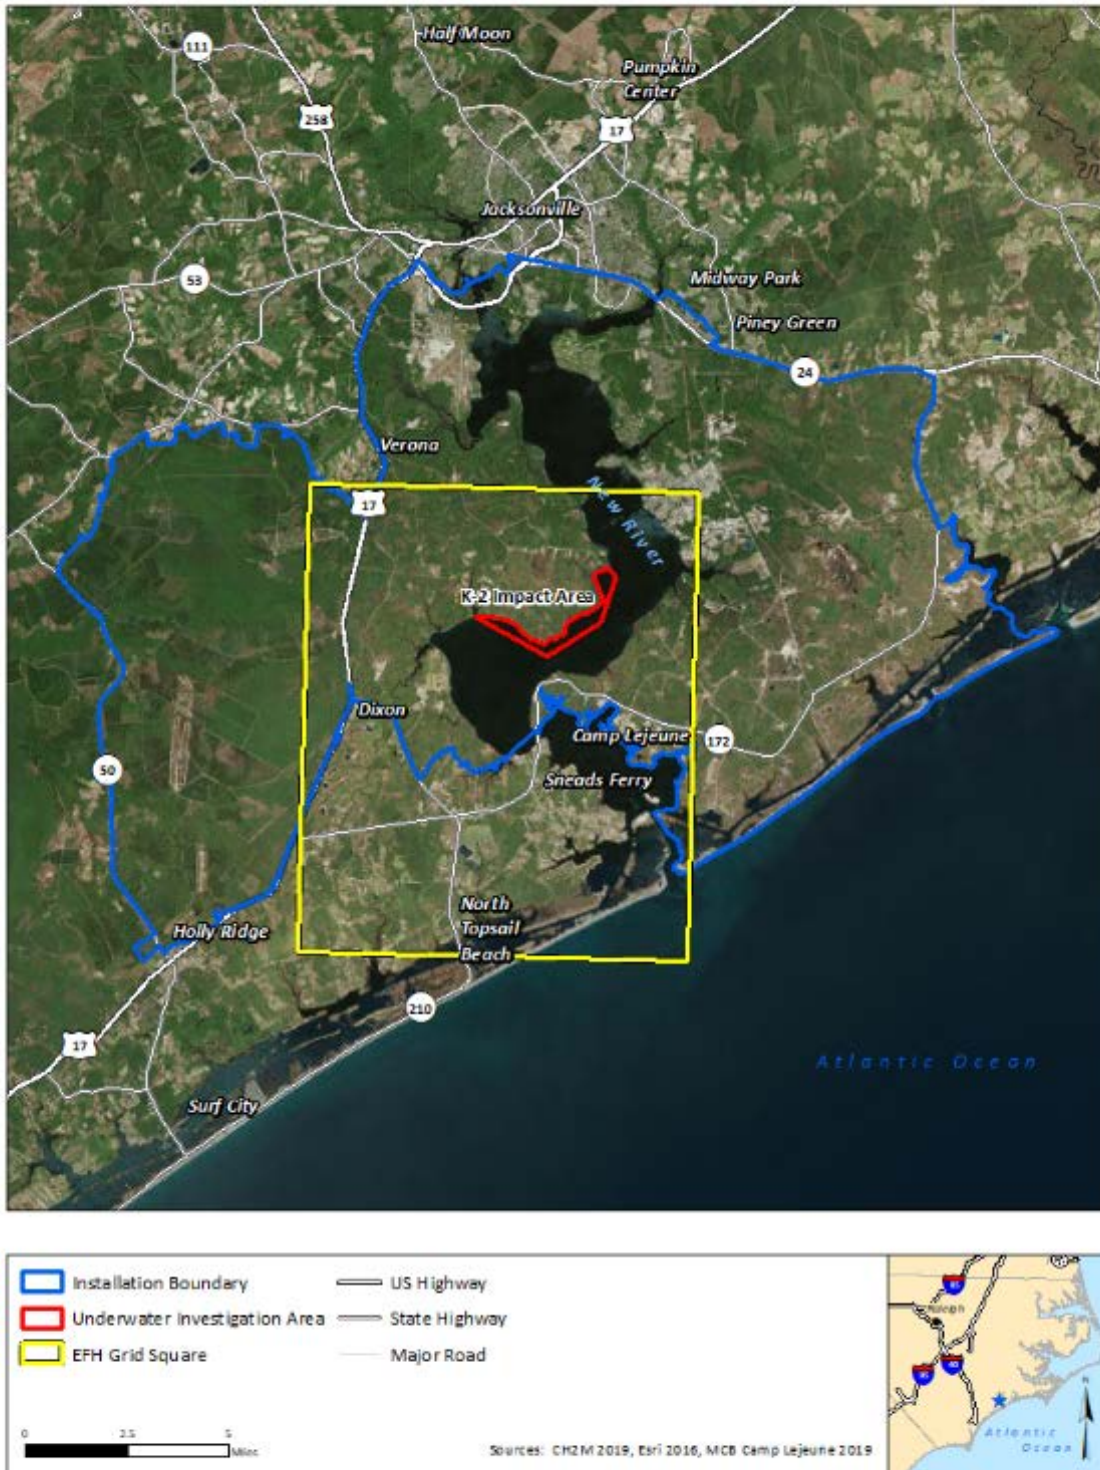 Half Moon
111
Pumpkin
Center
258
17
Jacksonville
53
Midway Park
Piney Green
24
Verona
New River
17
K-2 Impact Area
Dixon
Camp Lejeune
172
50
Sneads Ferry
North
Topsail
Beach
Holly Ridge
210
17
Atlantic Ocean
Surf City
Installation Boundary
US Highway
Underwater Investigation Area
State Highway
EFH Grid Square
Major Road
0 2.5 5
Miles
Sources: CH2M 2019, Esri 2016, MCB Camp Lejeune 2019
Raleigh
40
95
N
Atlantic
Ocean